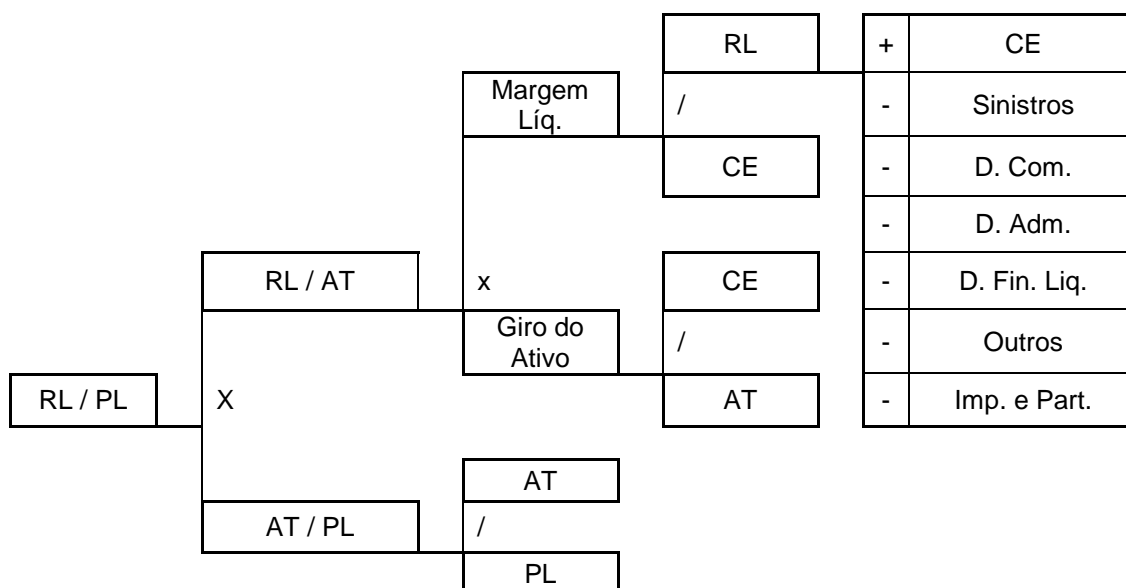 RL + CE
Margem
Líq.
/
- Sinistros
CE - D. Com.
- D. Adm.
RL / AT x CE - D. Fin. Liq.
Giro do
Ativo
/
- Outros
RL / PL X AT - Imp. e Part.
AT
AT / PL /
PL